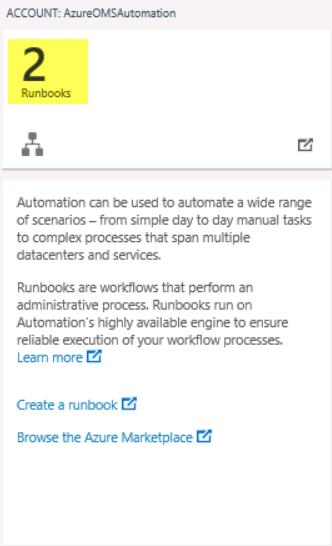 ACCOUNT: AzureOMSAutomation
2
Runbooks
Automation can be used to automate a wide range
of scenarios – from simple day to day manual tasks
to complex processes that span multiple
datacenters and services.
Runbooks are workflows that perform an
administrative process. Runbooks run on
Automation's highly available engine to ensure
reliable execution of your workflow processes.
Learn more
Create a runbook
Browse the Azure Marketplace